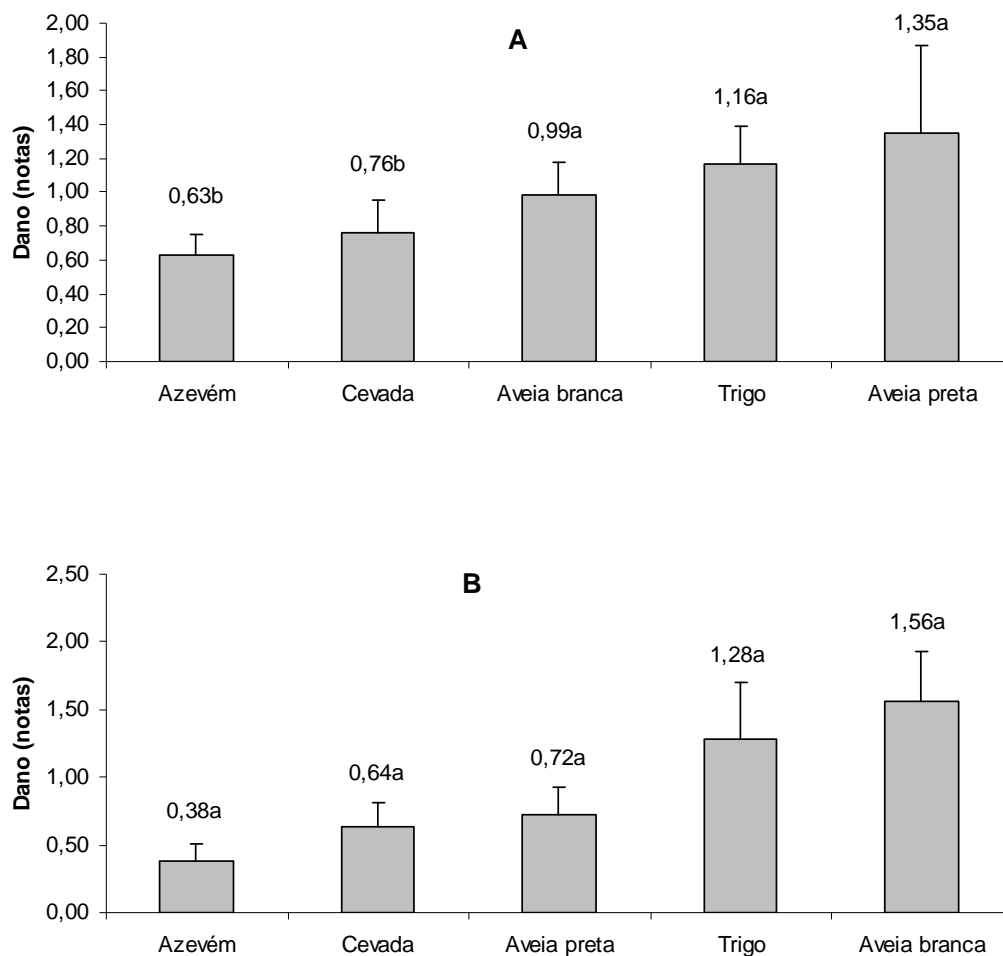 A
Dano (notas)
2,00
1,80
1,60
1,40
1,20
1,00
0,80
0,60
0,40
0,20
0,00
0,63b
0,76b
0,99a
1,16a
1,35a
Azevém Cevada Aveia branca Trigo Aveia preta
B
Dano (notas)
2,50
2,00
1,50
1,00
0,50
0,00
0,38a
0,64a
0,72a
1,28a
1,56a
Azevém Cevada Aveia preta Trigo Aveia branca